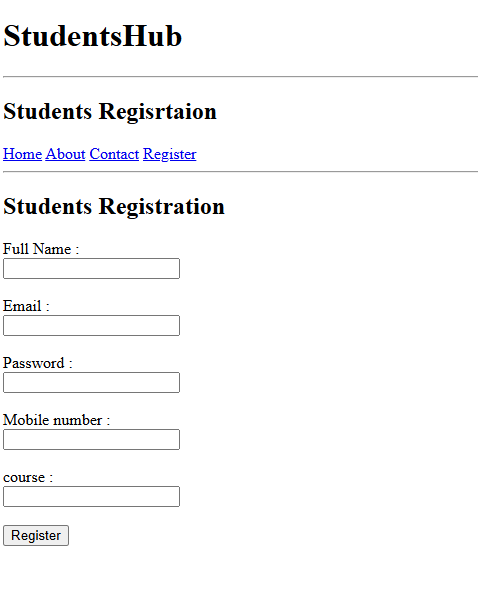 StudentsHub
Students Regisrtaion
Home About Contact Register
Students Registration
Full Name :
Email :
Password :
Mobile number :
course :
Register